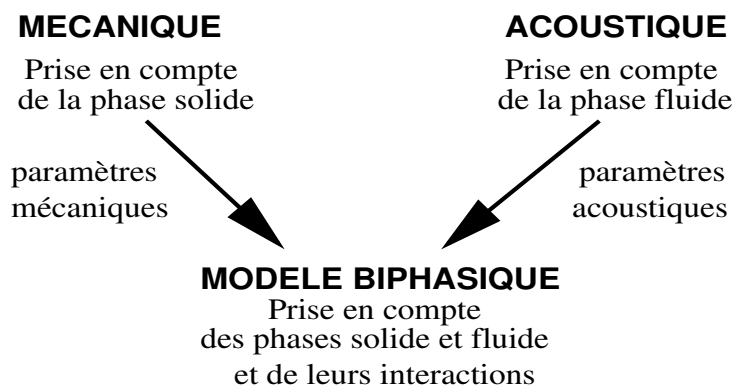 MECANIQUE
Prise en compte
de la phase solide
ACOUSTIQUE
Prise en compte
de la phase fluide
paramètres
mécaniques
paramètres
acoustiques
MODELE BIPHASIQUE
Prise en compte
des phases solide et fluide
et de leurs interactions